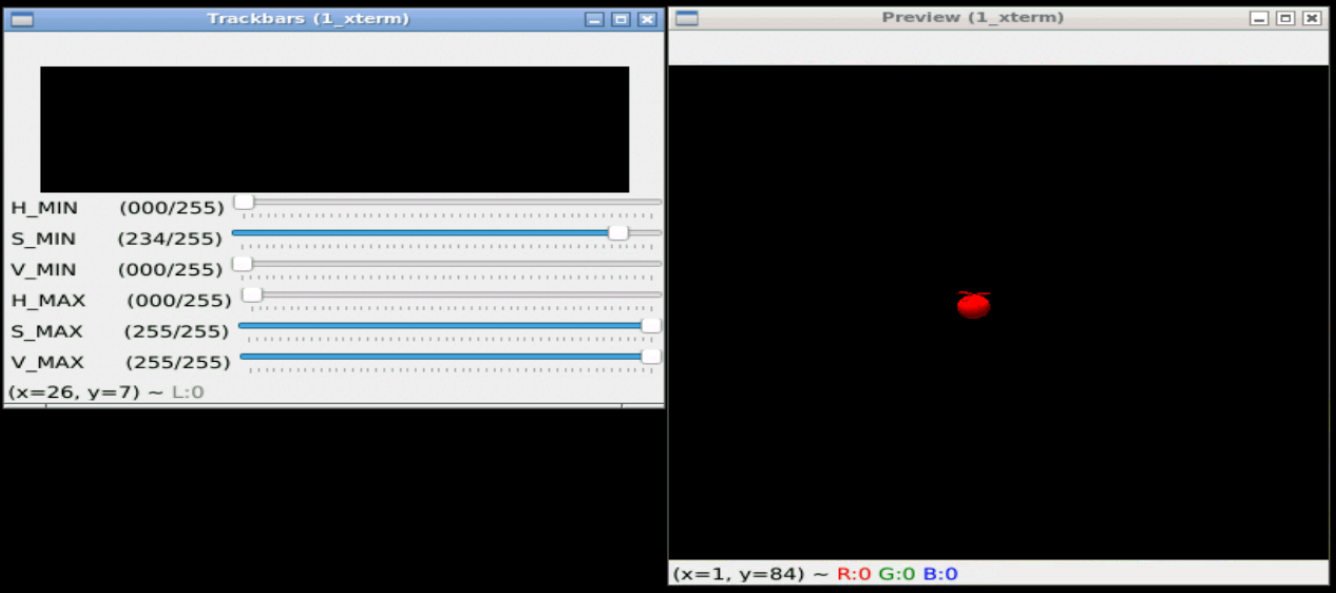 Trackbars (1_xterm)
H_MIN (000/255)
S_MIN (234/255)
V_MIN (000/255)
H_MAX (000/255)
S_MAX (255/255)
V_MAX (255/255)
(x=26, y=7) ~ L:0
Preview (1_xterm)
(x=1, y=84) ~ R:0 G:0 B:0